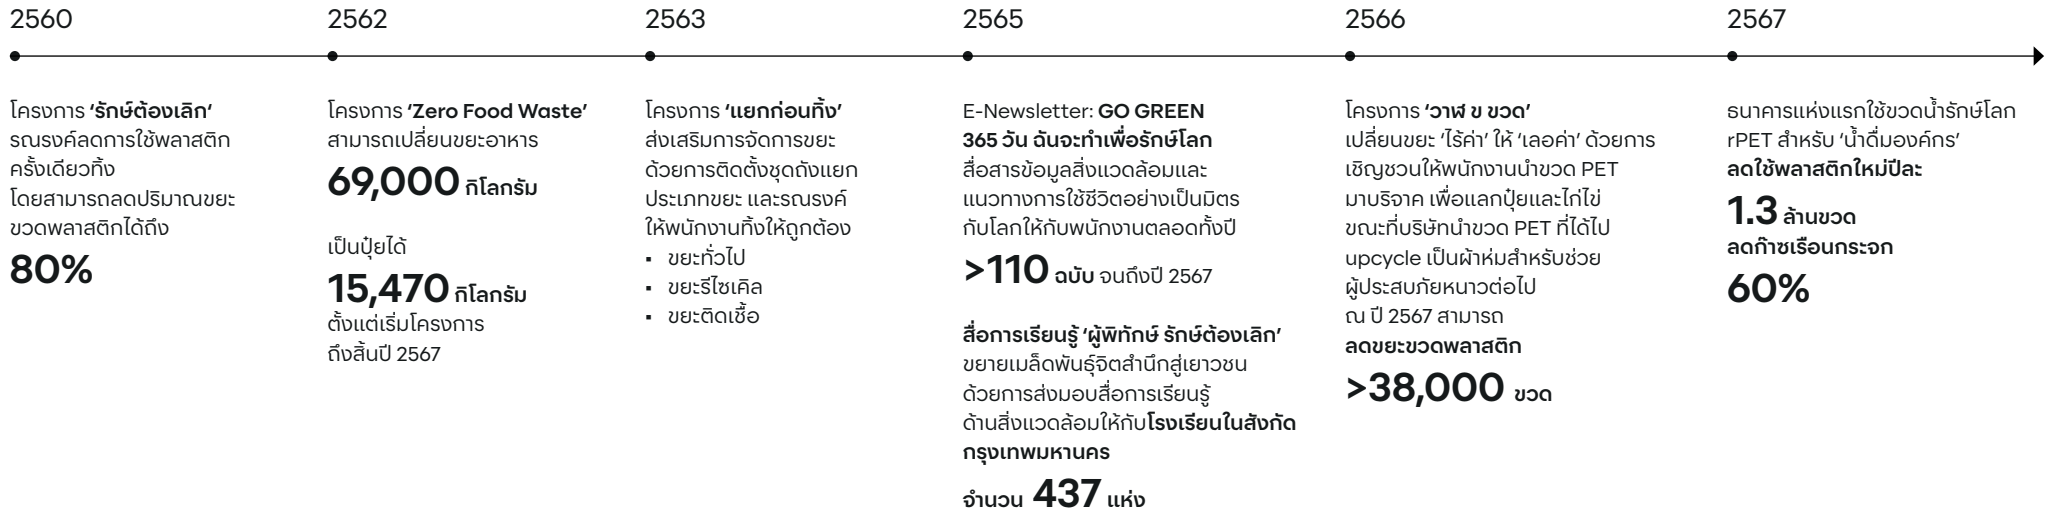 2560
โครงการ ‘รักษ์ต้องเลิก‘
รณรงค์ลดการใช้พลาสติก
ครั้งเดียวทิ้ง
โดยสามารถลดปริมาณขยะ
ขวดพลาสติกได้ถึง
80%
2562
โครงการ ‘Zero Food Waste’
สามารถเปลี่ยนขยะอาหาร
69,000 กิโลกรัม
เป็นปุ๋ยได้
15,470 กิโลกรัม
ตั้งแต่เริ่มโครงการ
ถึงสิ้นปี 2567
2563
โครงการ ‘แยกก่อนทิ้ง’
ส่งเสริมการจัดการขยะ
ด้วยการติดตั้งชุดถังแยก
ประเภทขยะ และรณรงค์
ให้พนักงานทิ้งให้ถูกต้อง
▪ ขยะทั่วไป
▪ ขยะรีไซเคิล
▪ ขยะติดเชื้อ
2565
E-Newsletter: GO GREEN
365 วัน ฉันจะทำเพื่อรักษ์โลก
สื่อสารข้อมูลสิ่งแวดล้อมและ
แนวทางการใช้ชีวิตอย่างเป็นมิตร
กับโลกให้กับพนักงานตลอดทั้งปี
>110 ฉบับ จนถึงปี 2567
สื่อการเรียนรู้ ‘ผู้พิทักษ์ รักษ์ต้องเลิก’
ขยายเมล็ดพันธุ์จิตสำนึกสู่เยาวชน
ด้วยการส่งมอบสื่อการเรียนรู้
ด้านสิ่งแวดล้อมให้กับโรงเรียนในสังกัด
กรุงเทพมหานคร
จำนวน 437 แห่ง
2566
โครงการ ‘วาฬ ข ขวด’
เปลี่ยนขยะ ‘ไร้ค่า’ ให้ ‘เลอค่า’ ด้วยการ
เชิญชวนให้พนักงานนำขวด PET
มาบริจาค เพื่อแลกปุ๋ยและไก่ไข่
ขณะที่บริษัทนำขวด PET ที่ได้ไป
upcycle เป็นผ้าห่มสำหรับช่วย
ผู้ประสบภัยหนาวต่อไป
ณ ปี 2567 สามารถ
ลดขยะขวดพลาสติก
>38,000 ขวด
2567
ธนาคารแห่งแรกใช้ขวดน้ำรักษ์โลก
rPET สำหรับ ‘น้ำดื่มองค์กร’
ลดใช้พลาสติกใหม่ปีละ
1.3 ล้านขวด
ลดก๊าซเรือนกระจก
60%